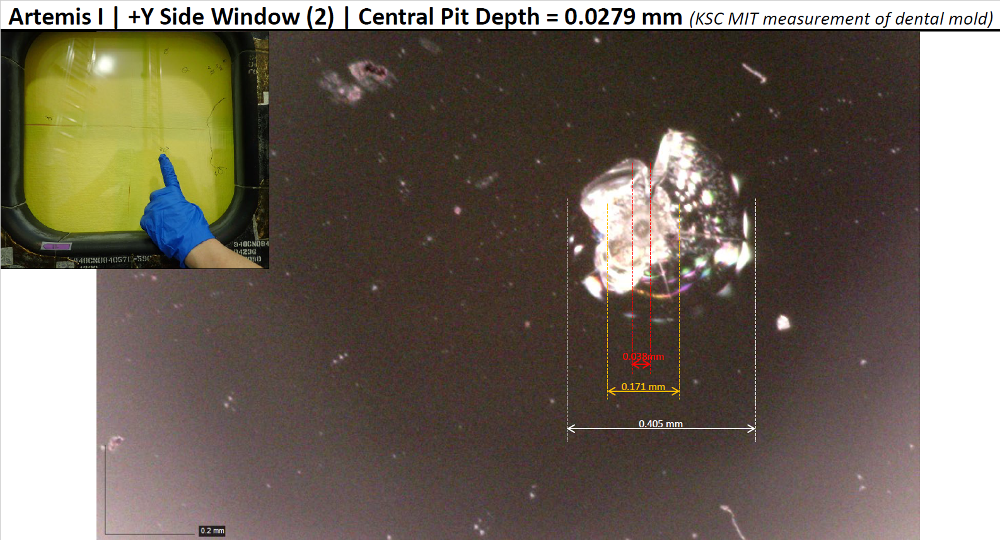 Artemis I | +Y Side Window (2) | Central Pit Depth = 0.0279 mm (KSC MIT measurement of dental mold)
948CND84
0.038mm
0.171 mm
0.405 mm
0.2 mm